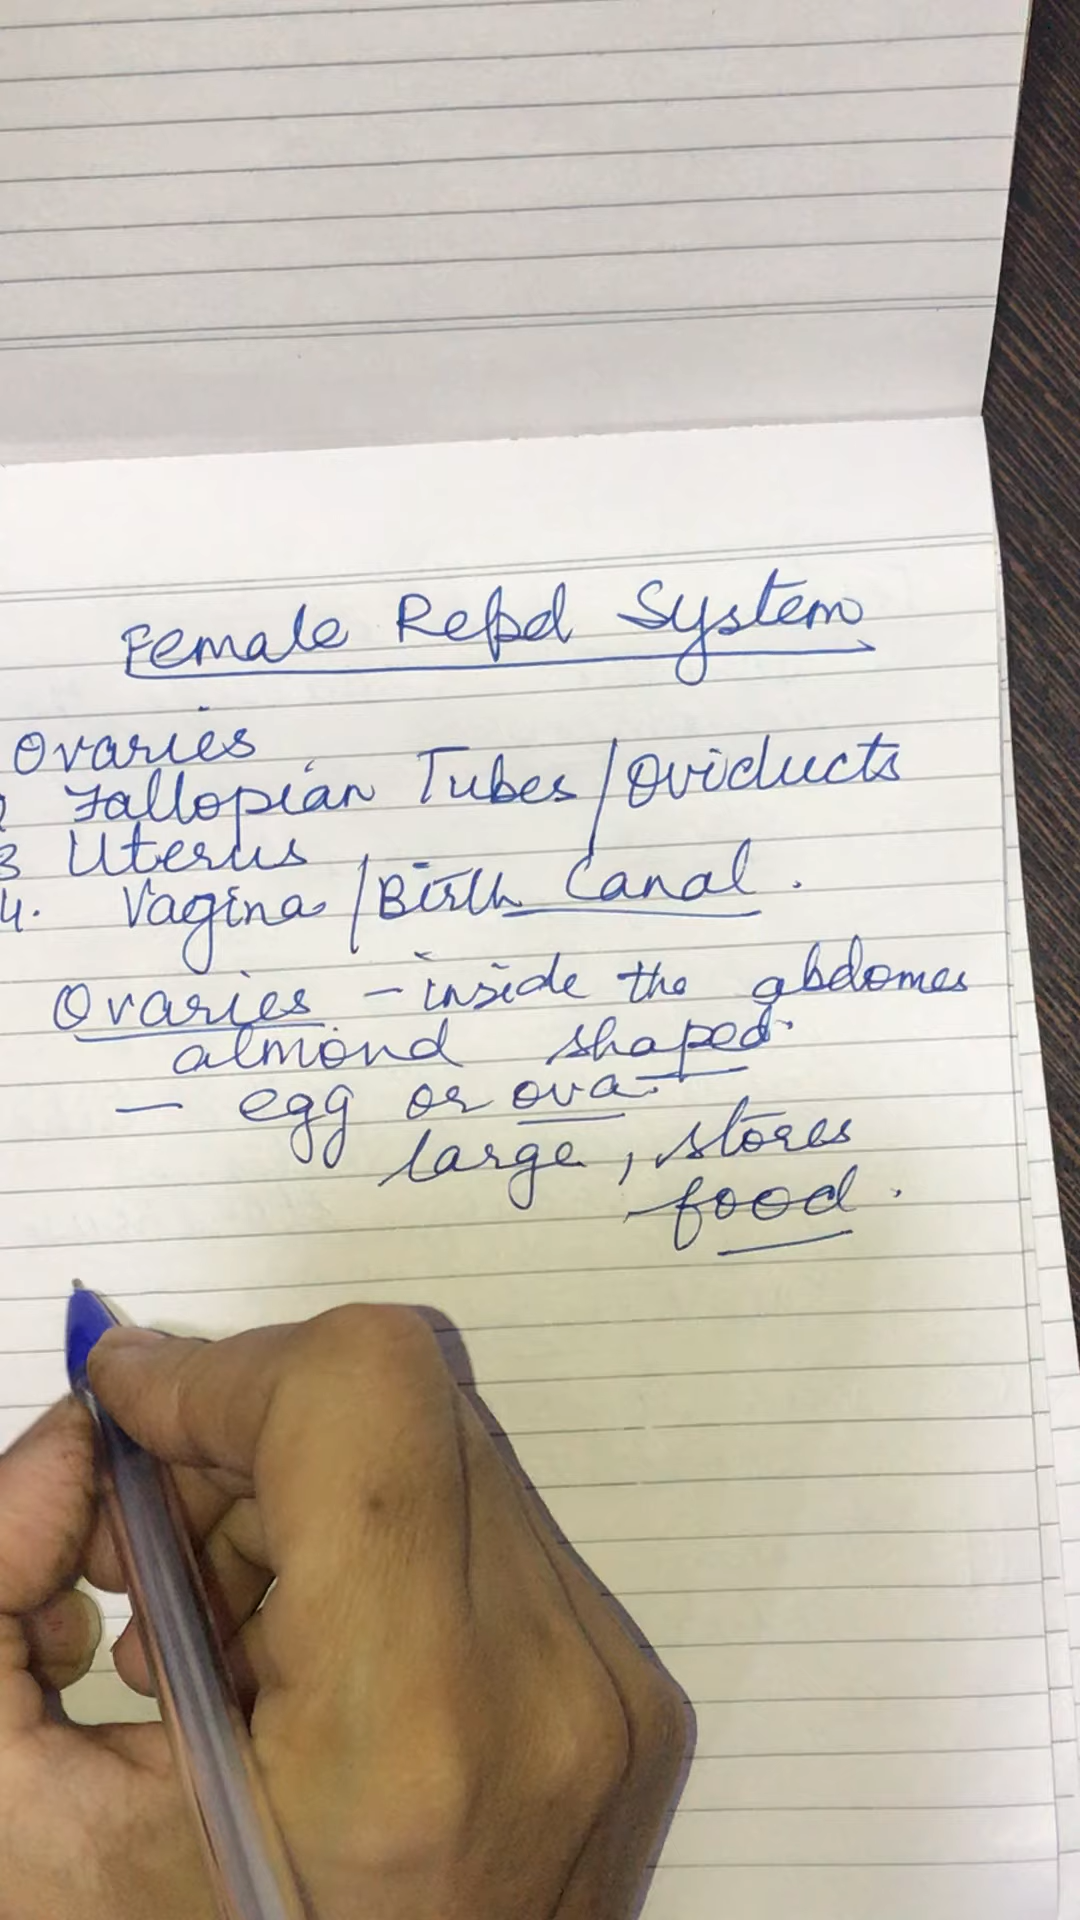 Female Repd System
Ovaries
2 Fallopian Tubes / Oviducts
3 Uterus
4. Vagina / Birth Canal.
Ovaries - inside the abdomen
almond shaped.
- egg or ova -
large, stores
food.